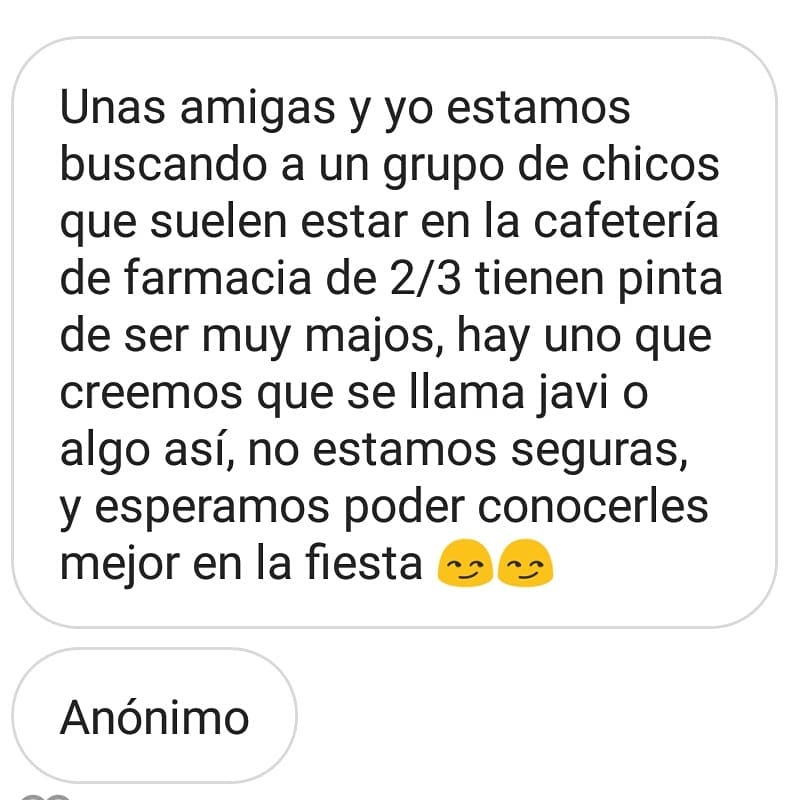 Unas amigas y yo estamos
buscando a un grupo de chicos
que suelen estar en la cafetería
de farmacia de 2/3 tienen pinta
de ser muy majos, hay uno que
creemos que se llama javi o
algo así, no estamos seguras,
y esperamos poder conocerles
mejor en la fiesta 😏😏
Anónimo